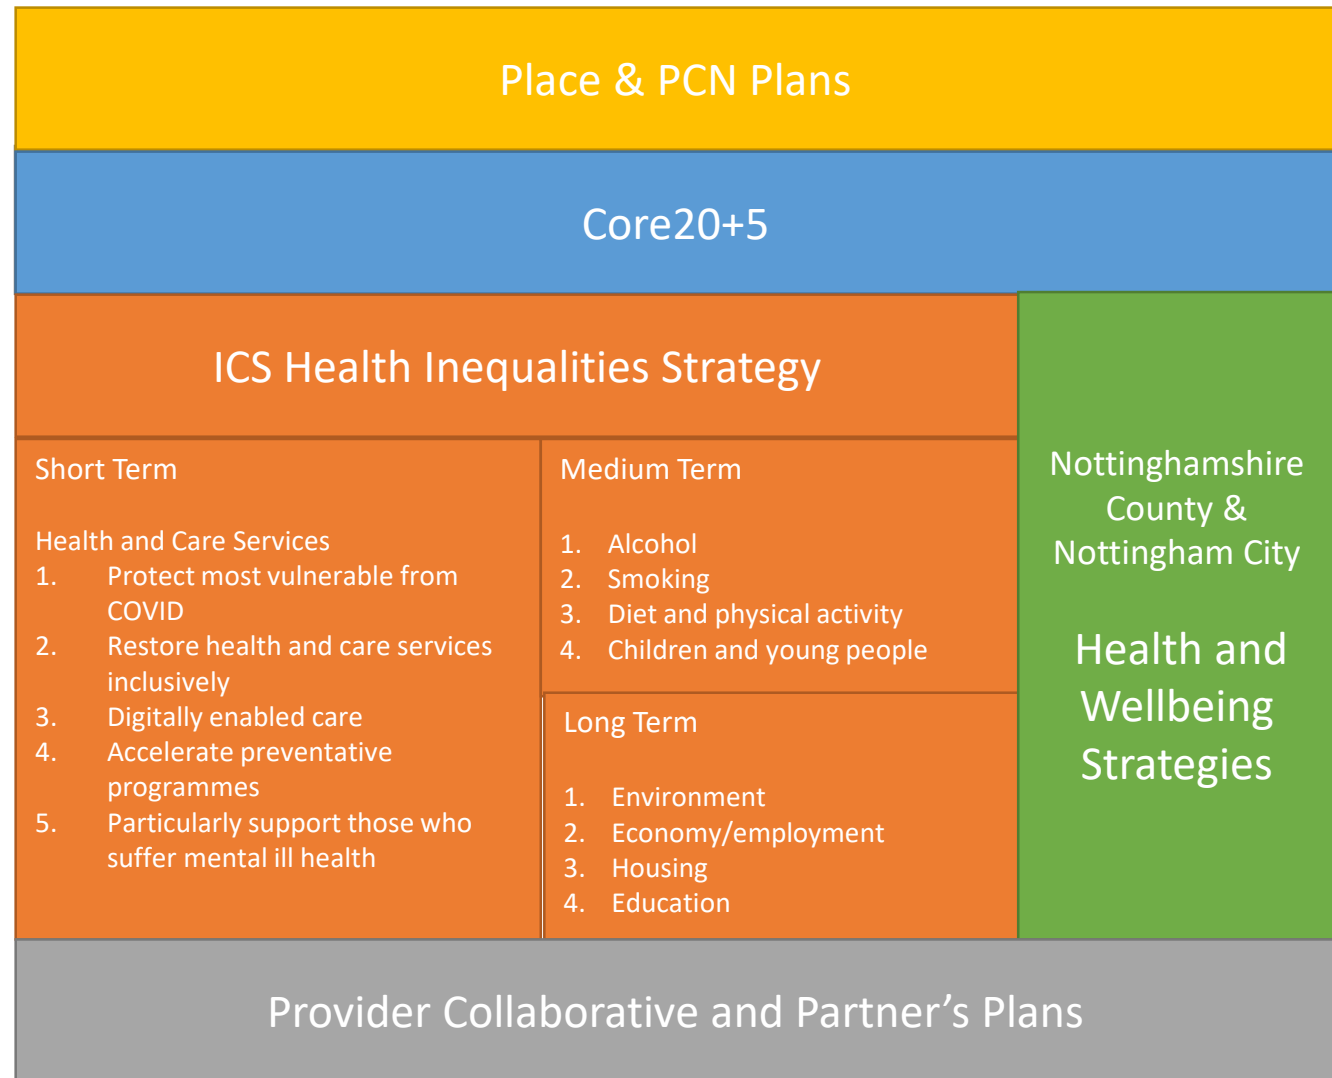 Place & PCN Plans
Core20+5
ICS Health Inequalities Strategy
Short Term
Health and Care Services
1. Protect most vulnerable from
COVID
2. Restore health and care services
inclusively
3. Digitally enabled care
4. Accelerate preventative
programmes
5. Particularly support those who
suffer mental ill health
Medium Term
1. Alcohol
2. Smoking
3. Diet and physical activity
4. Children and young people
Long Term
1. Environment
2. Economy/employment
3. Housing
4. Education
Nottinghamshire
County &
Nottingham City
Health and
Wellbeing
Strategies
Provider Collaborative and Partner’s Plans